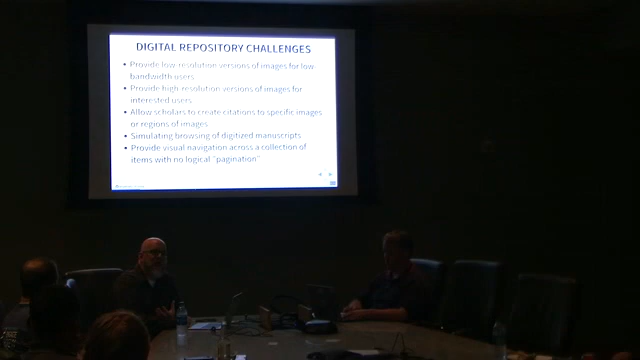 DIGITAL REPOSITORY CHALLENGES
• Provide low-resolution versions of images for low-
bandwidth users
• Provide high-resolution versions of images for
interested users
• Allow scholars to create citations to specific images
or regions of images
• Simulating browsing of digitized manuscripts
• Provide visual navigation across a collection of
items with no logical "pagination"